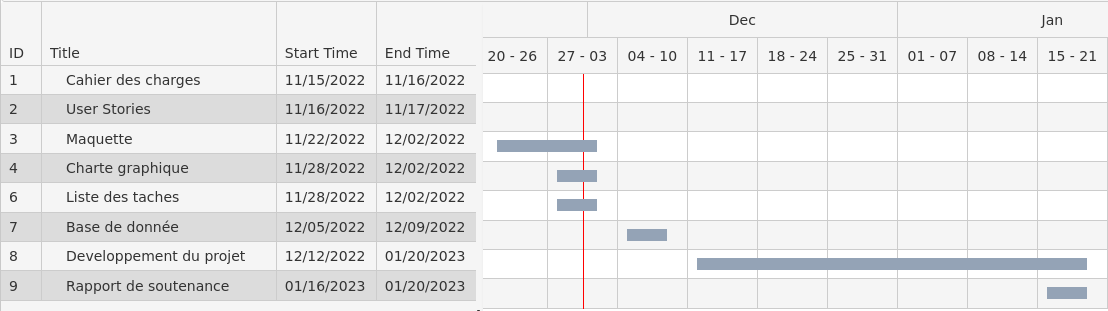 Dec Jan
ID Title Start Time End Time 20 - 26 27 - 03 04 - 10 11 - 17 18 - 24 25 - 31 01 - 07 08 - 14 15 - 21
1 Cahier des charges 11/15/2022 11/16/2022
2 User Stories 11/16/2022 11/17/2022
3 Maquette 11/22/2022 12/02/2022
4 Charte graphique 11/28/2022 12/02/2022
6 Liste des taches 11/28/2022 12/02/2022
7 Base de donnée 12/05/2022 12/09/2022
8 Developpement du projet 12/12/2022 01/20/2023
9 Rapport de soutenance 01/16/2023 01/20/2023